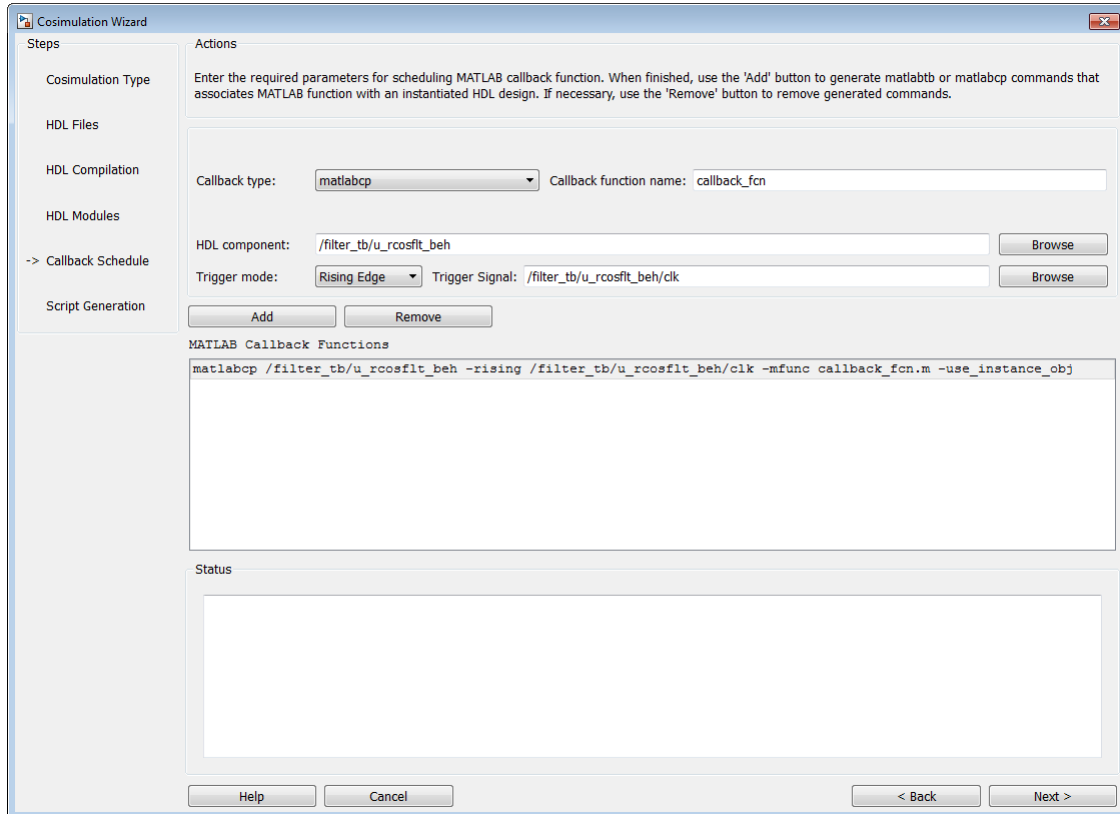 Cosimulation Wizard
Steps
Cosimulation Type
HDL Files
HDL Compilation
HDL Modules
-> Callback Schedule
Script Generation
Actions
Enter the required parameters for scheduling MATLAB callback function. When finished, use the 'Add' button to generate matlabtb or matlabcp commands that
associates MATLAB function with an instantiated HDL design. If necessary, use the 'Remove' button to remove generated commands.
Callback type: matlabcp Callback function name: callback_fcn
HDL component: /filter_tb/u_rcosflt_beh Browse
Trigger mode: Rising Edge Trigger Signal: /filter_tb/u_rcosflt_beh/clk Browse
Add Remove
MATLAB Callback Functions
matlabcp /filter_tb/u_rcosflt_beh -rising /filter_tb/u_rcosflt_beh/clk -mfunc callback_fcn.m -use_instance_obj
Status
Help Cancel < Back Next >